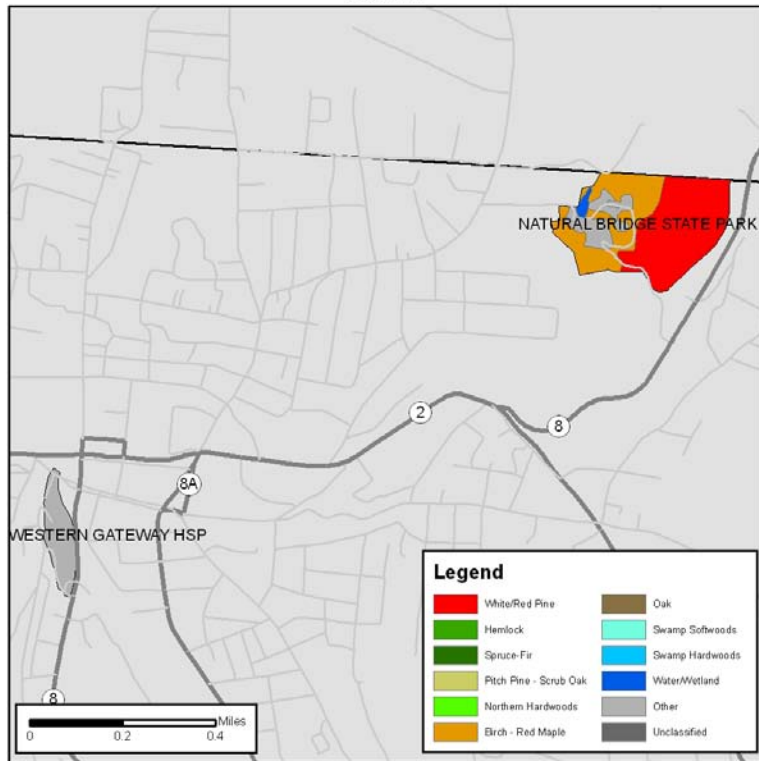 NATURAL BRIDGE STATE PARK
2
8
8A
WESTERN GATEWAY HSP
8
Legend
White/Red Pine
Hemlock
Spruce-Fir
Pitch Pine - Scrub Oak
Northern Hardwoods
Birch - Red Maple
Oak
Swamp Softwoods
Swamp Hardwoods
Water/Wetland
Other
Unclassified
Miles
0 0.2 0.4